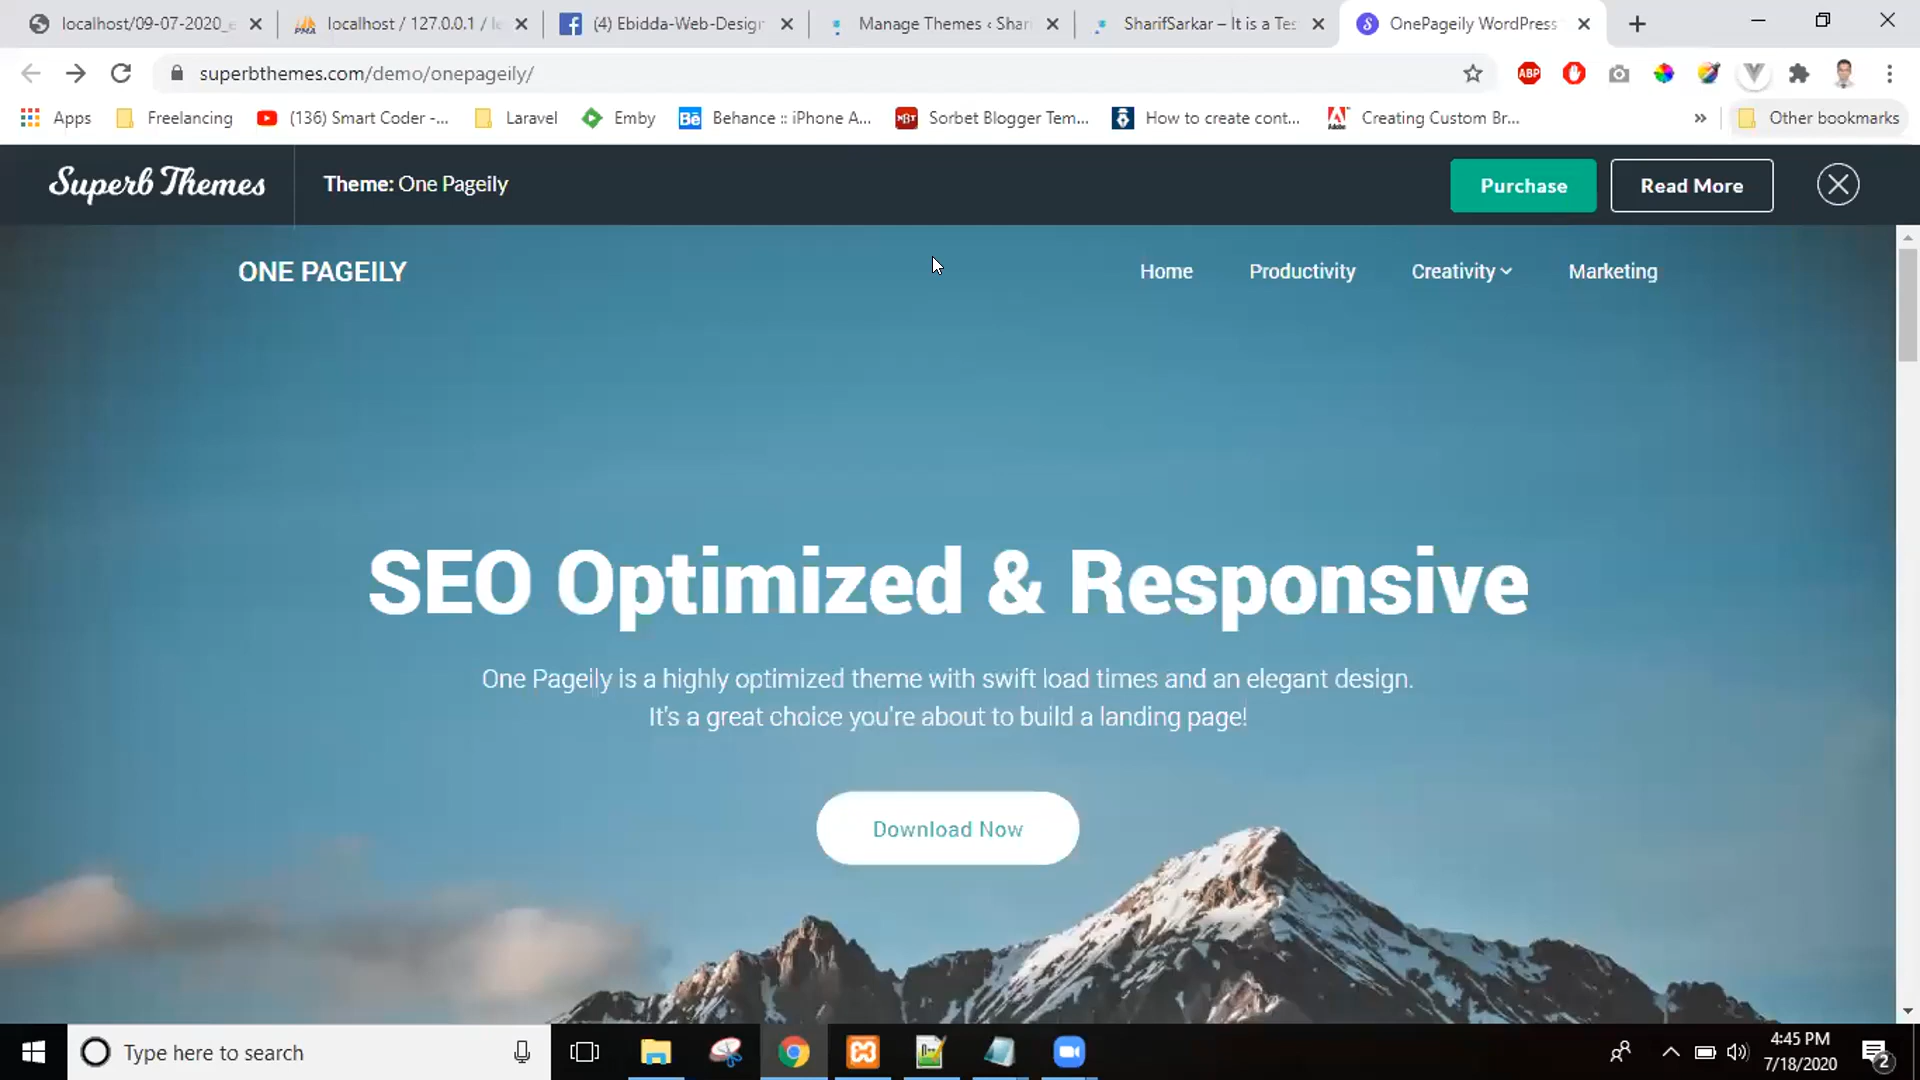 localhost/09-07-2020_e
localhost / 127.0.0.1 / le
(4) Ebidda-Web-Design
Manage Themes ‹ Shar
SharifSarkar – It is a Tes
OnePageily WordPress
superbthemes.com/demo/onepageily/
ABP
Apps
Freelancing
(136) Smart Coder -...
Laravel
Emby
Behance :: iPhone A...
Sorbet Blogger Tem...
How to create cont...
Creating Custom Br...
»
Other bookmarks
Superb Themes
Theme: One Pageily
Purchase
Read More
ONE PAGEILY
Home
Productivity
Creativity
Marketing
SEO Optimized & Responsive
One Pageily is a highly optimized theme with swift load times and an elegant design.
It's a great choice you're about to build a landing page!
Download Now
Type here to search
4:45 PM
7/18/2020
2